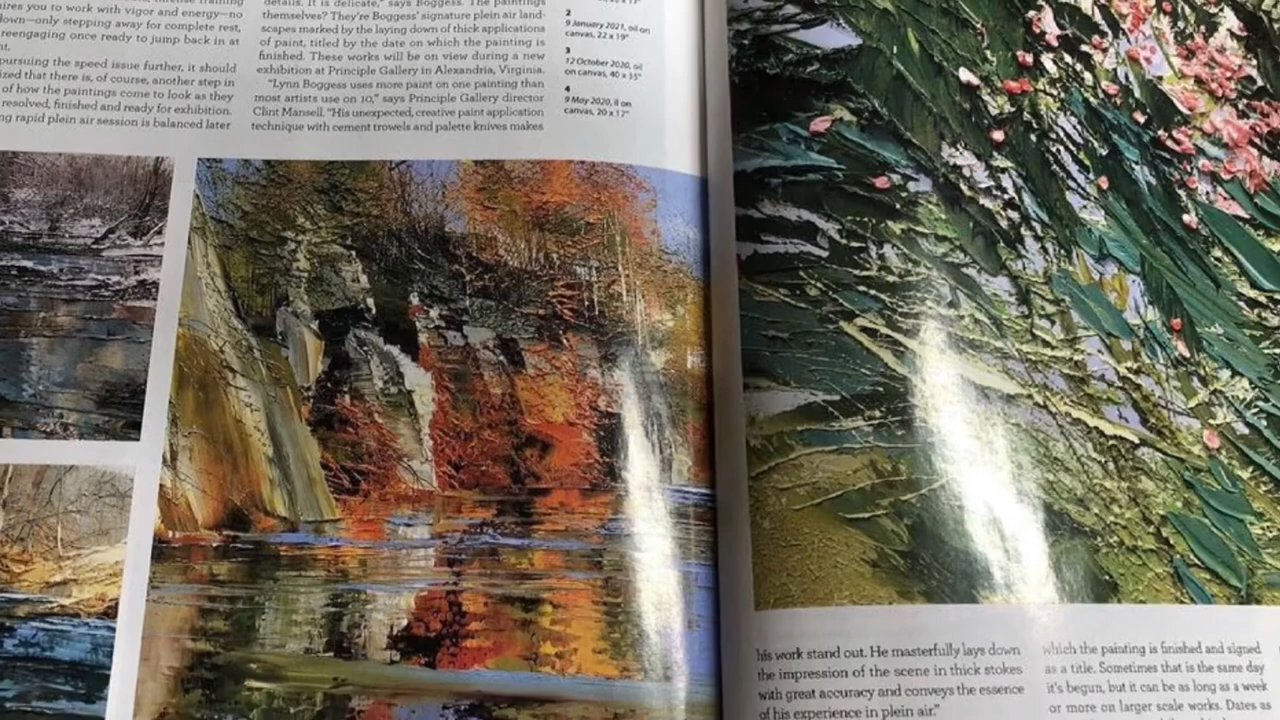 uires you to work with vigor and energy—no
down—only stepping away for complete rest,
reengaging once ready to jump back in at
nt.
pursuing the speed issue further, it should
zed that there is, of course, another step in
of how the paintings come to look as they
resolved, finished and ready for exhibition.
ng rapid plein air session is balanced later
details. It is delicate," says Boggess. The paintings
themselves? They're Boggess' signature plein air land-
scapes marked by the laying down of thick applications
of paint, titled by the date on which the painting is
finished. These works will be on view during a new
exhibition at Principle Gallery in Alexandria, Virginia.
"Lynn Boggess uses more paint on one painting than
most artists use on 10," says Principle Gallery director
Clint Mansell. "His unexpected, creative paint application
technique with cement trowels and palette knives makes
2
9 January 2021, oil on
canvas, 22 x 19"
3
12 October 2020, oil
on canvas, 40 x 35"
4
9 May 2020, il on
canvas, 20 x 17"
his work stand out. He masterfully lays down
the impression of the scene in thick stokes
with great accuracy and conveys the essence
of his experience in plein air."
which the painting is finished and signed
as a title. Sometimes that is the same day
it's begun, but it can be as long as a week
or more on larger scale works. Dates as